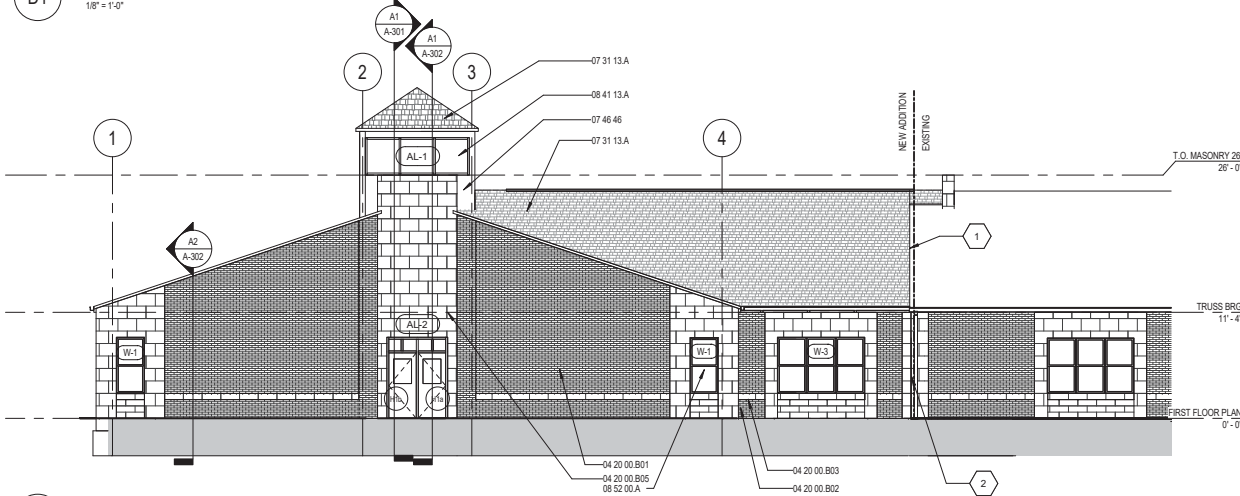 1/8" = 1'-0"
A1
A-301
A1
A-302
2
3
07 31 13.A
08 41 13.A
07 46 46
07 31 13.A
1
4
NEW ADDITION
EXISTING
AL-1
T.O. MASONRY 26
26' - 0
A2
A-302
1
TRUSS BRG
11' - 4
AL-2
W-1
W-1
W-3
FIRST FLOOR PLAN
0' - 0
04 20 00.B01
04 20 00.B05
08 52 00.A
04 20 00.B03
04 20 00.B02
2